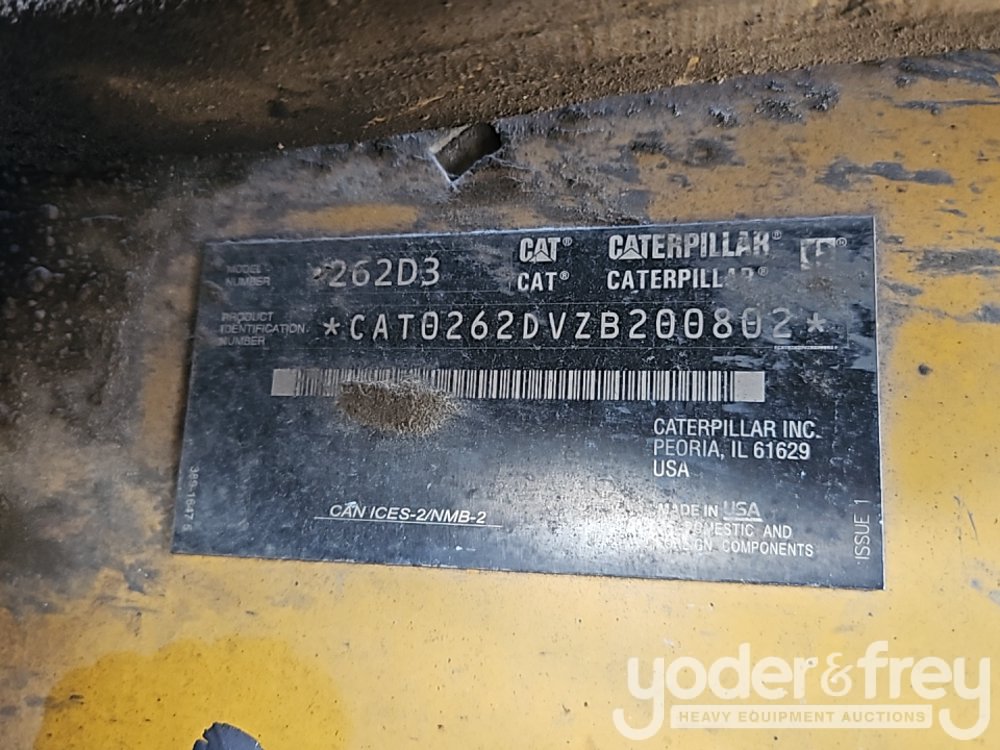 CAT® CATERPILLAR ®
MODEL NUMBER 262D3 CAT® CATERPILLAR®
PRODUCT
IDENTIFICATION
NUMBER
*CAT0262DVZB200802*
CATERPILLAR INC.
PEORIA, IL 61629
USA
CAN ICES-2/NMB-2
MADE IN USA
DOMESTIC AND
COMPONENTS
ISSUE 1
yoder&frey
HEAVY EQUIPMENT AUCTIONS